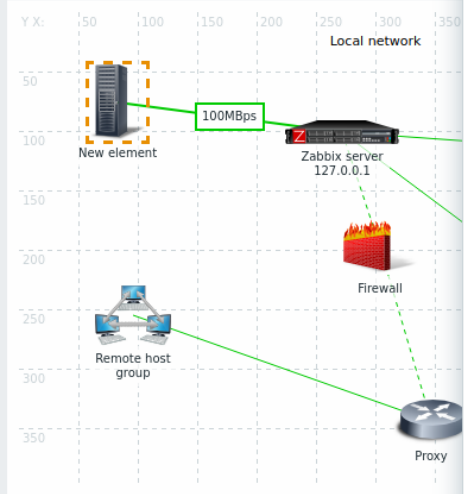 Y X: 50 100 150 200 250 300 350
Local network
50
100MBps
100
New element
Z
Zabbix server
127.0.0.1
150
200
Firewall
250
Remote host
group
300
350
Proxy